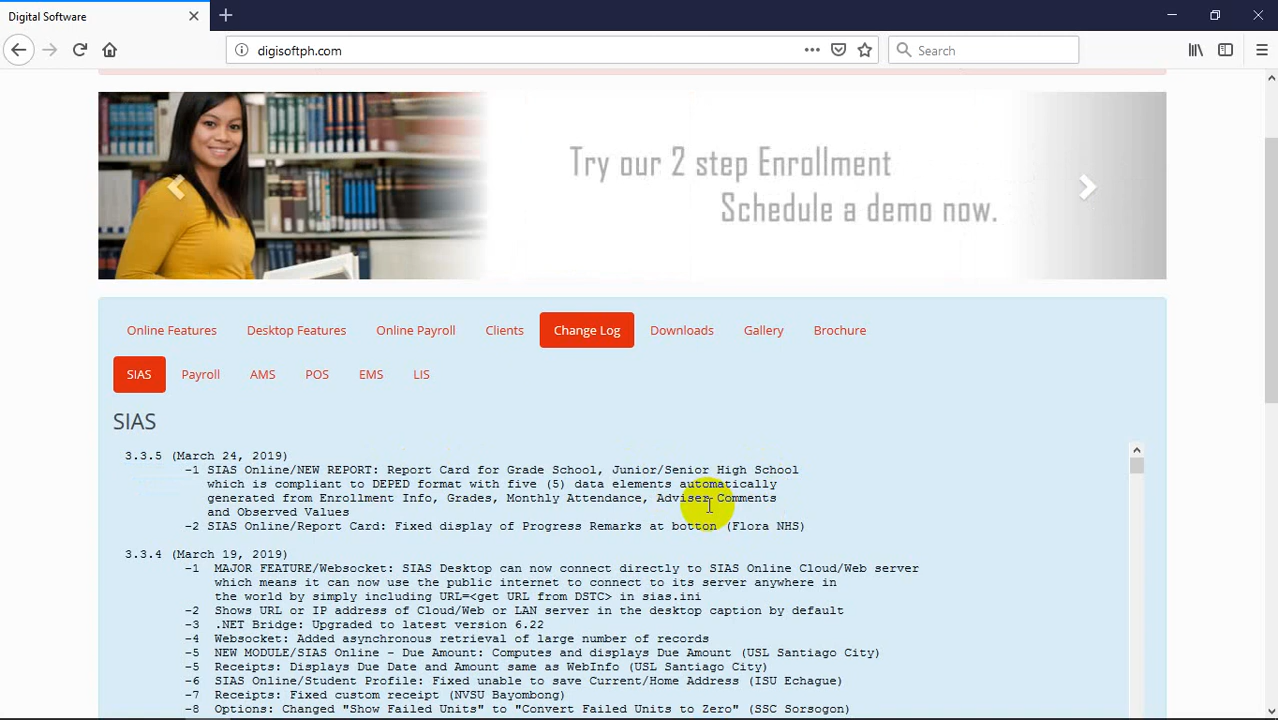 Digital Software
digisoftph.com
Search
Try our 2 step Enrollment
Schedule a demo now.
Online Features Desktop Features Online Payroll Clients Change Log Downloads Gallery Brochure
SIAS Payroll AMS POS EMS LIS
SIAS
3.3.5 (March 24, 2019)
-1 SIAS Online/NEW REPORT: Report Card for Grade School, Junior/Senior High School
which is compliant to DEPED format with five (5) data elements automatically
generated from Enrollment Info, Grades, Monthly Attendance, Adviser Comments
and Observed Values
-2 SIAS Online/Report Card: Fixed display of Progress Remarks at botton (Flora NHS)
3.3.4 (March 19, 2019)
-1 MAJOR FEATURE/Websocket: SIAS Desktop can now connect directly to SIAS Online Cloud/Web server
which means it can now use the public internet to connect to its server anywhere in
the world by simply including URL=<get URL from DSTC> in sias.ini
-2 Shows URL or IP address of Cloud/Web or LAN server in the desktop caption by default
-3 .NET Bridge: Upgraded to latest version 6.22
-4 Websocket: Added asynchronous retrieval of large number of records
-5 NEW MODULE/SIAS Online - Due Amount: Computes and displays Due Amount (USL Santiago City)
-5 Receipts: Displays Due Date and Amount same as WebInfo (USL Santiago City)
-6 SIAS Online/Student Profile: Fixed unable to save Current/Home Address (ISU Echague)
-7 Receipts: Fixed custom receipt (NVSU Bayombong)
-8 Options: Changed "Show Failed Units" to "Convert Failed Units to Zero" (SSC Sorsogon)